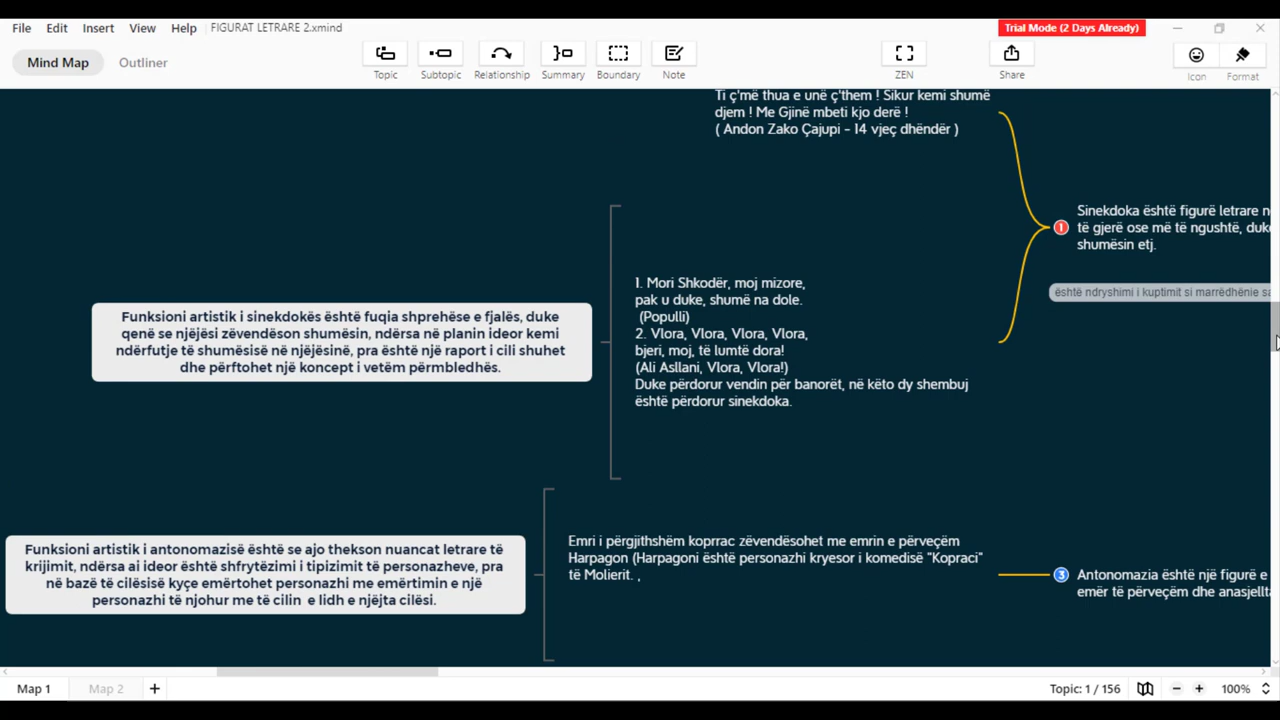 File Edit Insert View Help FIGURAT LETRARE 2.xmind Trial Mode (2 Days Already)
Mind Map Outliner
Topic Subtopic Relationship Summary Boundary Note ZEN Share Icon Format
Ti ç'më thua e unë ç'them ! Sikur kemi shumë
djem ! Me Gjinë mbeti kjo derë !
( Andon Zako Çajupi - 14 vjeç dhëndër )
1 Sinekdoka është figurë letrare
të gjerë ose më të ngushtë, duke
shumësin etj.
është ndryshimi i kuptimit si marrëdhënie
1. Mori Shkodër, moj mizore,
pak u duke, shumë na dole.
(Populli)
2. Vlora, Vlora, Vlora, Vlora,
bjeri, moj, të lumtë dora!
(Ali Asllani, Vlora, Vlora!)
Duke përdorur vendin për banorët, në këto dy shembuj
është përdorur sinekdoka.
Funksioni artistik i sinekdokës është fuqia shprehëse e fjalës, duke
qenë se njëjësi zëvendëson shumësin, ndërsa në planin ideor kemi
ndërfutje të shumësisë në njëjësinë, pra është një raport i cili shuhet
dhe përftohet një koncept i vetëm përmbledhës.
Emri i përgjithshëm koprrac zëvendësohet me emrin e përveçëm
Harpagon (Harpagoni është personazhi kryesor i komedisë "Kopraci"
të Molierit. ,
3 Antonomazia është një figurë e
emër të përveçëm dhe anasjellt
Funksioni artistik i antonomazisë është se ajo thekson nuancat letrare të
krijimit, ndërsa ai ideor është shfrytëzimi i tipizimit të personazheve, pra
në bazë të cilësisë kyçe emërtohet personazhi me emërtimin e një
personazhi të njohur me të cilin e lidh e njëjta cilësi.
Map 1 Map 2 Topic: 1 / 156 100%